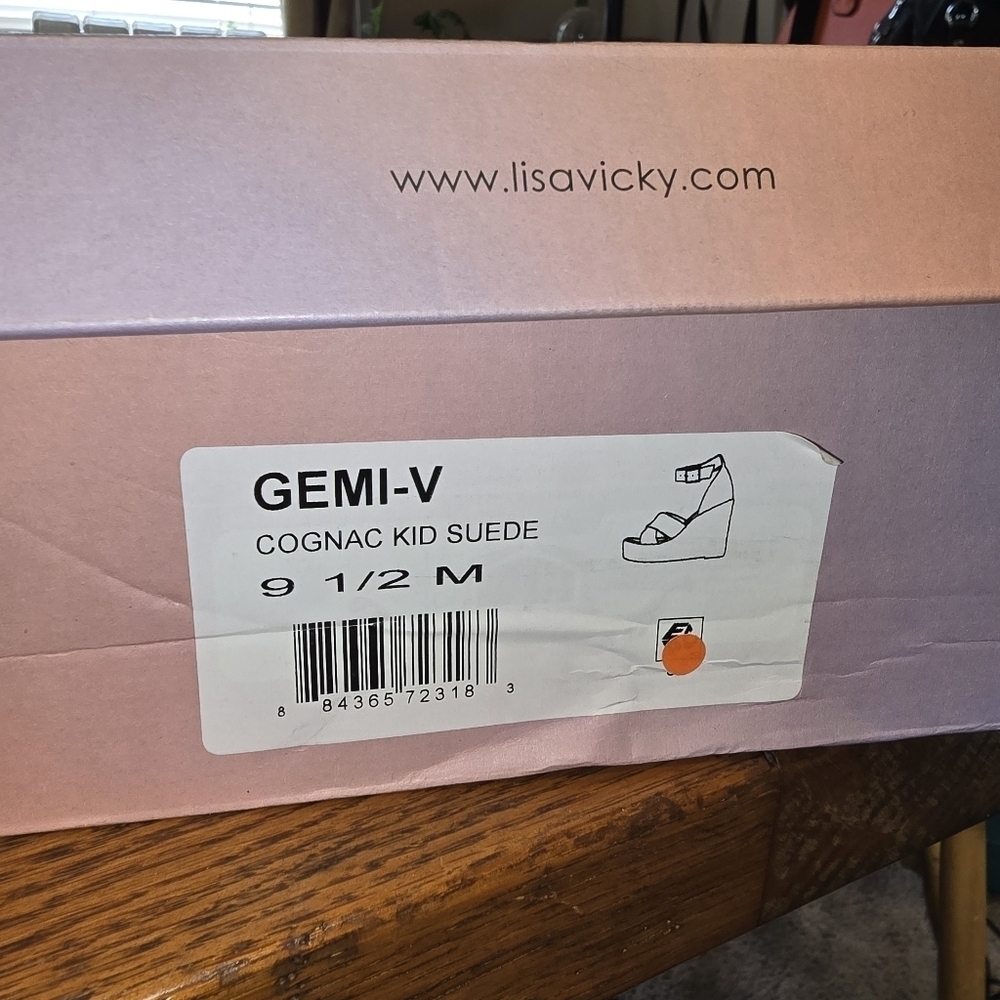 www.lisavicky.com
GEMI-V
COGNAC KID SUEDE
9 1/2 M
8 84365 72318 3